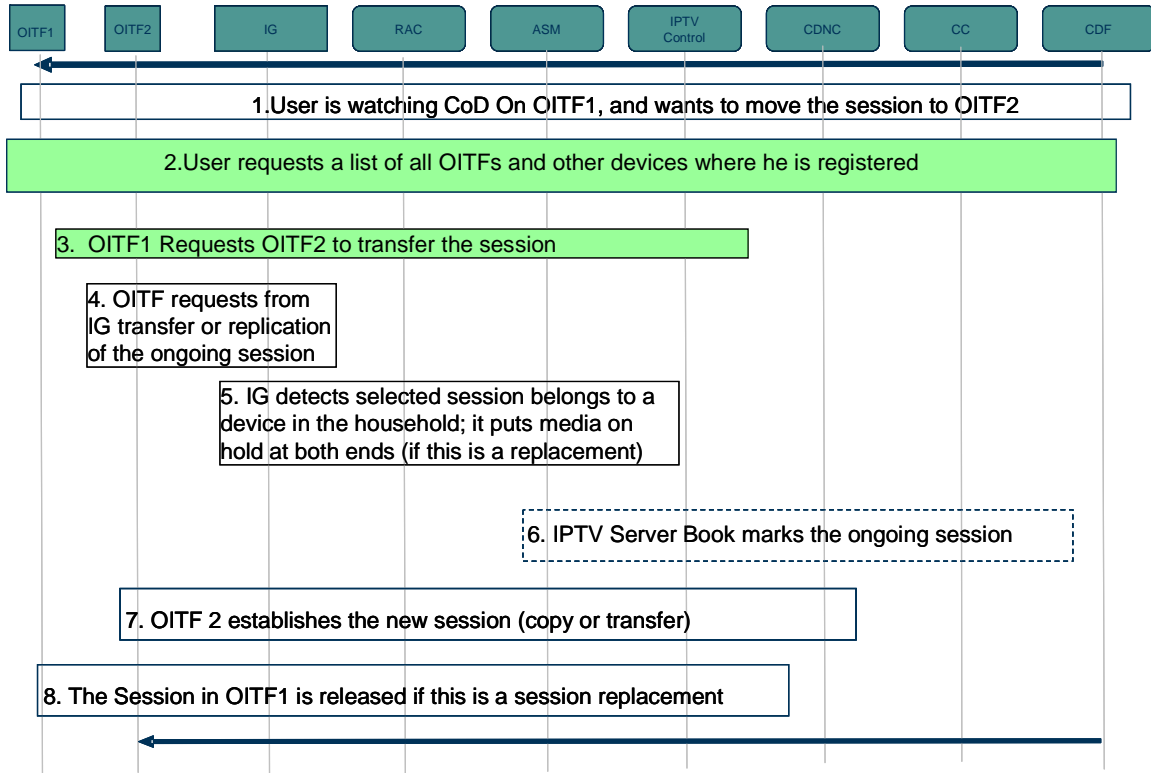 OITF1
OITF2
IG
RAC
ASM
IPTV
Control
CDNC
CC
CDF
1.User is watching CoD On OITF1, and wants to move the session to OITF2
2.User requests a list of all OITFs and other devices where he is registered
3.  OITF1 Requests OITF2 to transfer the session
4. OITF requests from
IG transfer or replication
of the ongoing session
5. IG detects selected session belongs to a
device in the household; it puts media on
hold at both ends (if this is a replacement)
6. IPTV Server Book marks the ongoing session
7. OITF 2 establishes the new session (copy or transfer)
8. The Session in OITF1 is released if this is a session replacement